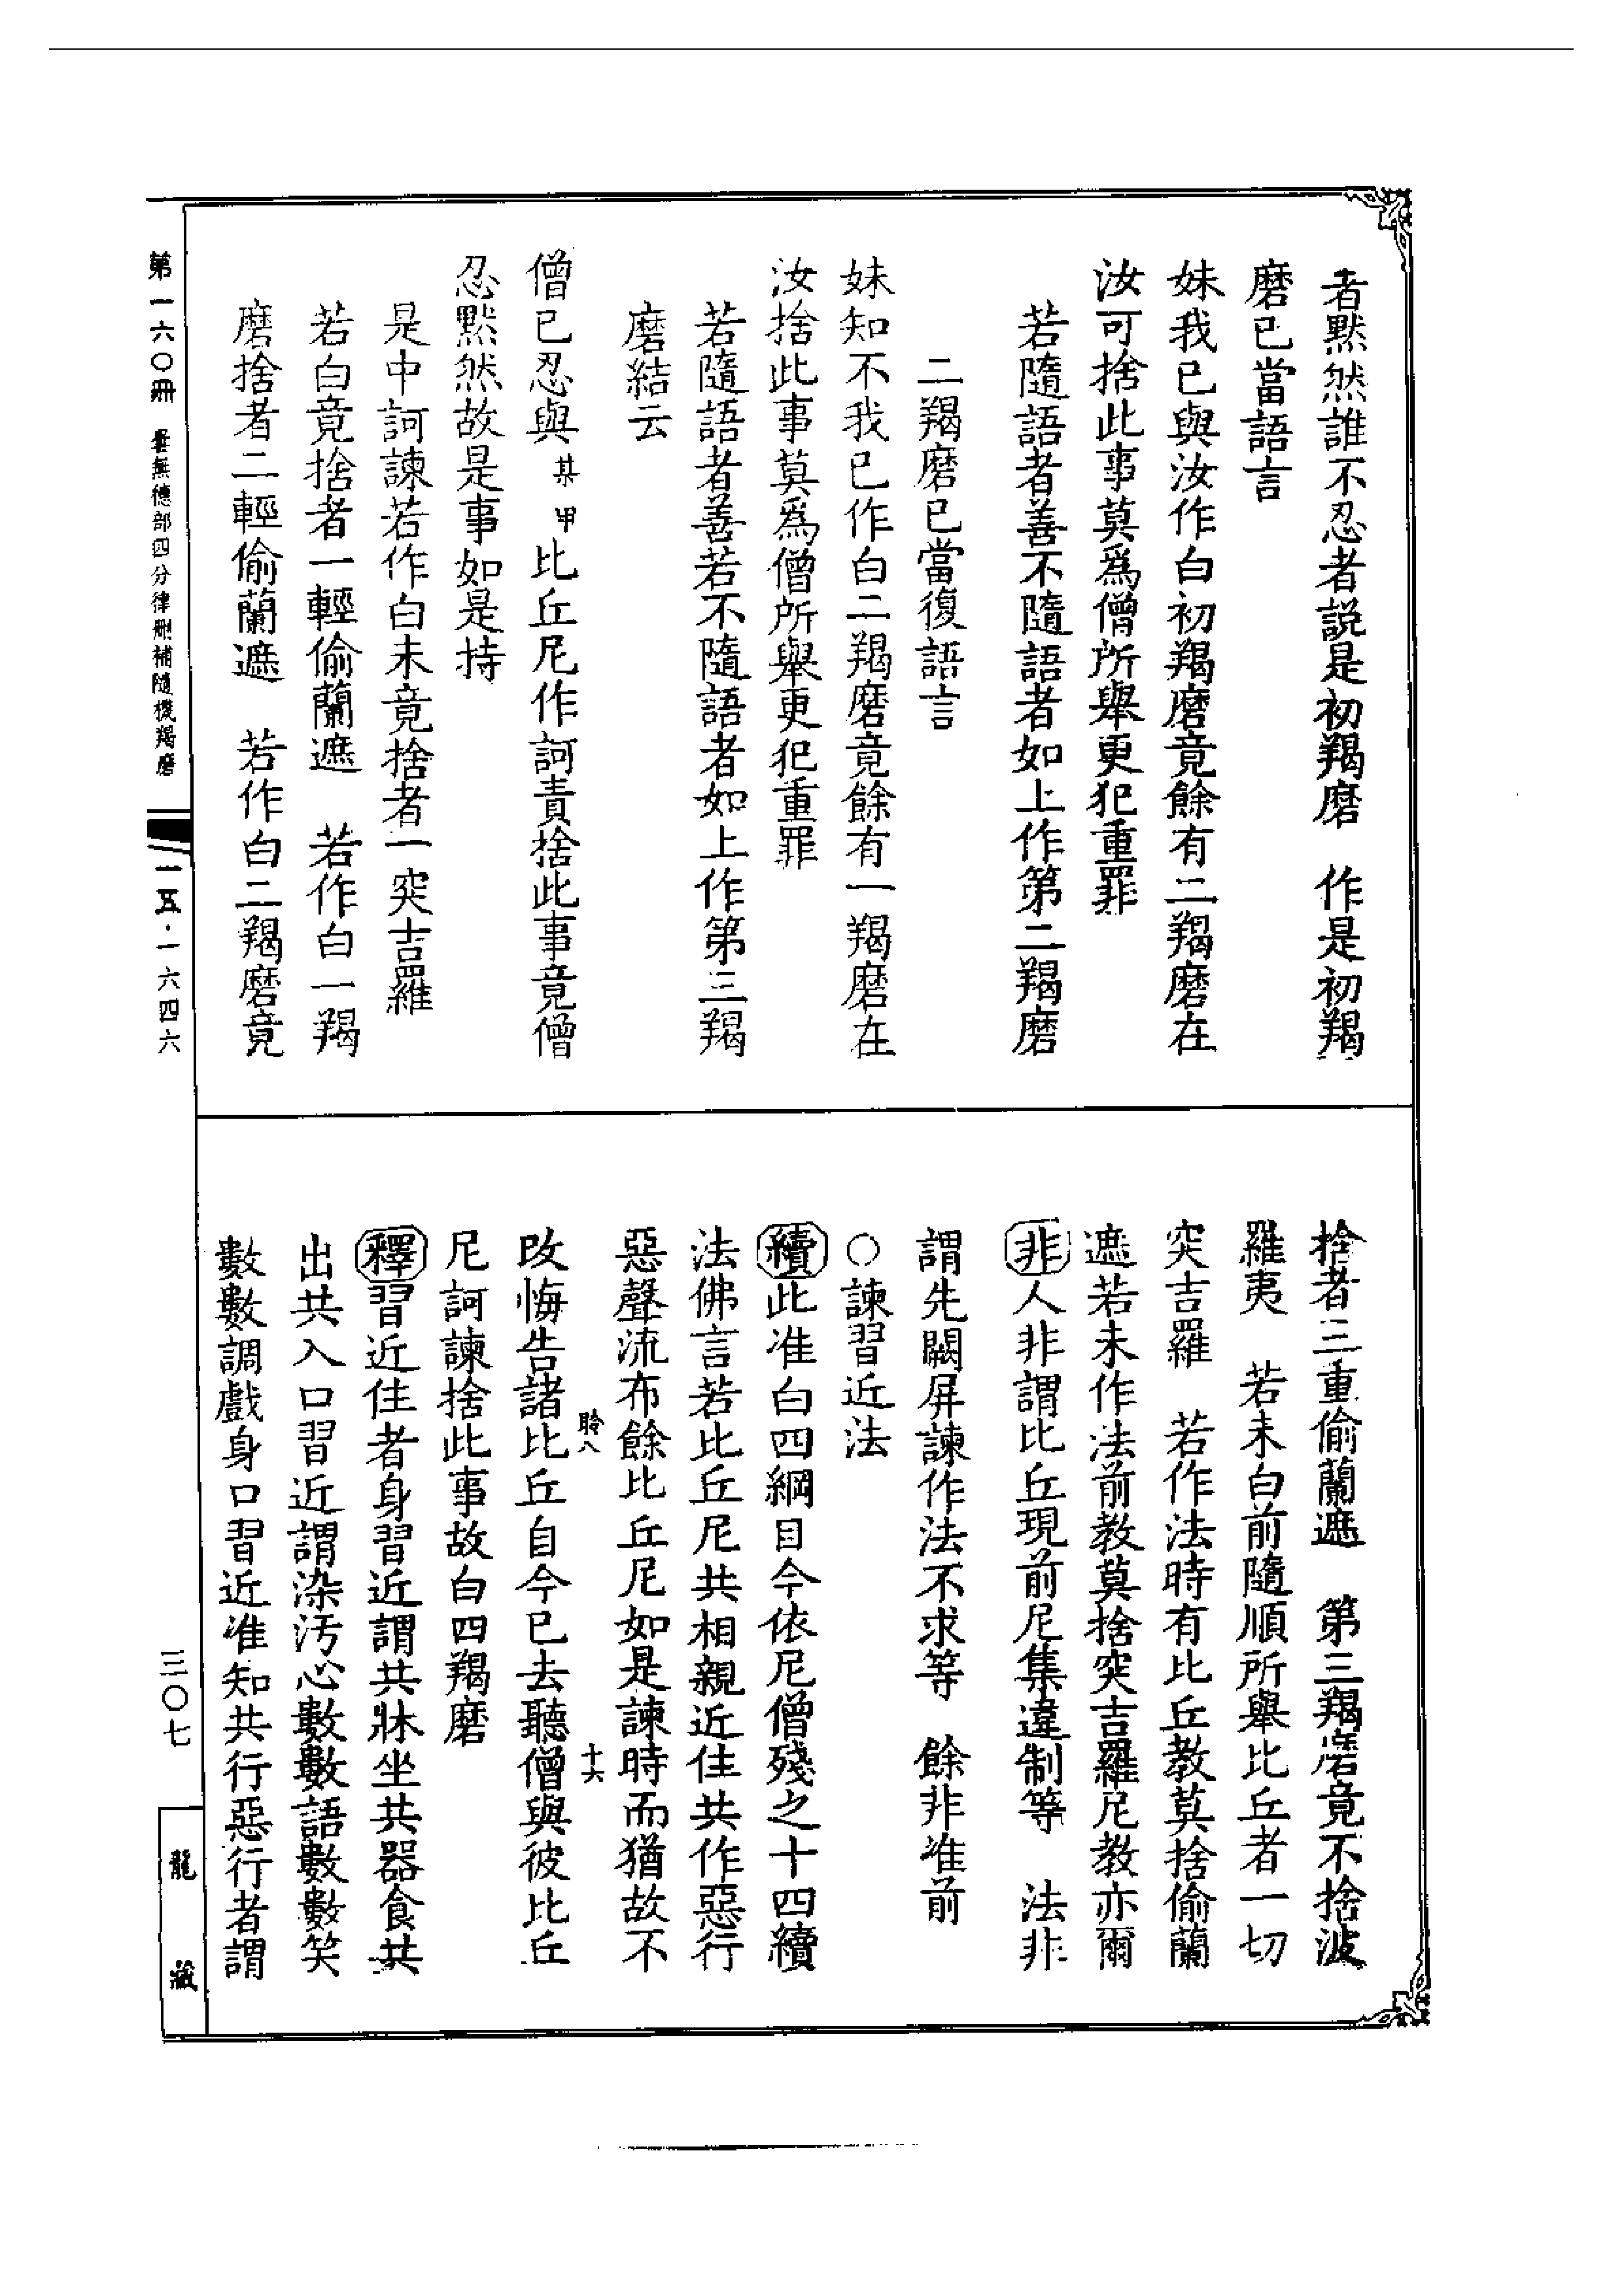 者默然誰不忍者說是初羯磨　作是初羯
磨已當語言
妹我已與汝作白初羯磨竟餘有二羯磨在
汝可捨此事莫為僧所舉更犯重罪
若隨語者善不隨語者如上作第二羯磨
二羯磨已當復語言
妹知不我已作白二羯磨竟餘有一羯磨在
汝捨此事莫為僧所舉更犯重罪
若隨語者善若不隨語者如上作第三羯
磨結云
僧已忍與某甲比丘尼作訶責捨此事竟僧
忍默然故是事如是持
是中訶諫若作白未竟捨者一突吉羅
若白竟捨者一輕偷蘭遮　若作白一羯
磨捨者二輕偷蘭遮　若作白二羯磨竟
捨者三重偷蘭遮　第三羯磨竟不捨波
羅夷　若未白前隨順所舉比丘者一切
突吉羅　若作法時有比丘教莫捨偷蘭
遮若未作法前教莫捨突吉羅尼教亦爾
非人非謂比丘現前尼集違制等　法非
謂先闕屏諫作法不求等　餘非准前
○諫習近法
續此准白四綱目今依尼僧殘之十四續
法佛言若比丘尼共相親近住共作惡行
惡聲流布餘比丘尼如是諫時而猶故不
聆八　十六
改悔告諸比丘自今已去聽僧與彼比丘
尼訶諫捨此事故白四羯磨
釋習近住者身習近謂共牀坐共器食共
出共入口習近謂染污心數數語數數笑
數數調戲身口習近准知共行惡行者謂
第一六〇冊　曇無德部四分律刪補隨機羯磨
一五·一六四六
三〇七
龍藏